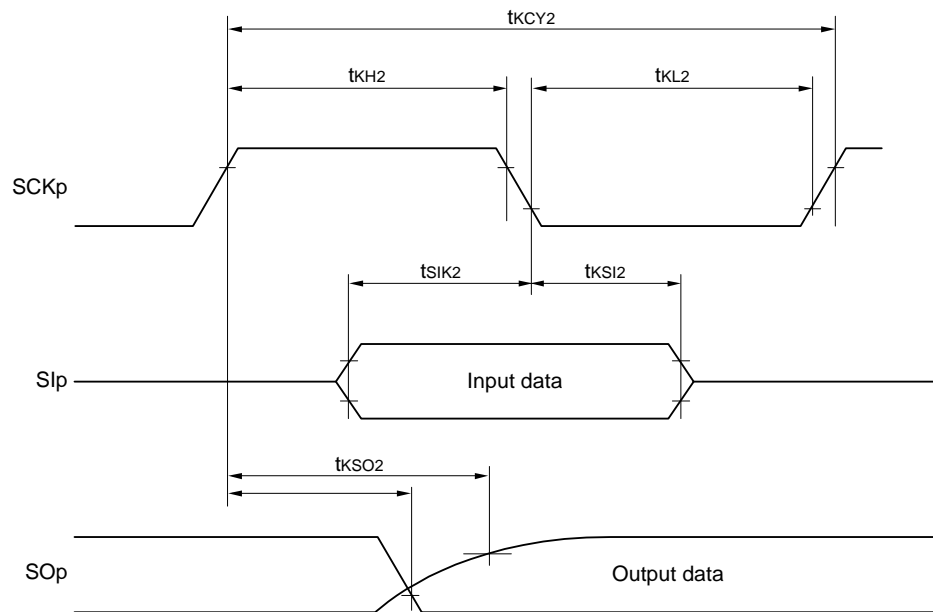 tKCY2
tKH2
tKL2
SCKp
tSIK2
tKSI2
SIp
Input data
tKSO2
SOp
Output data